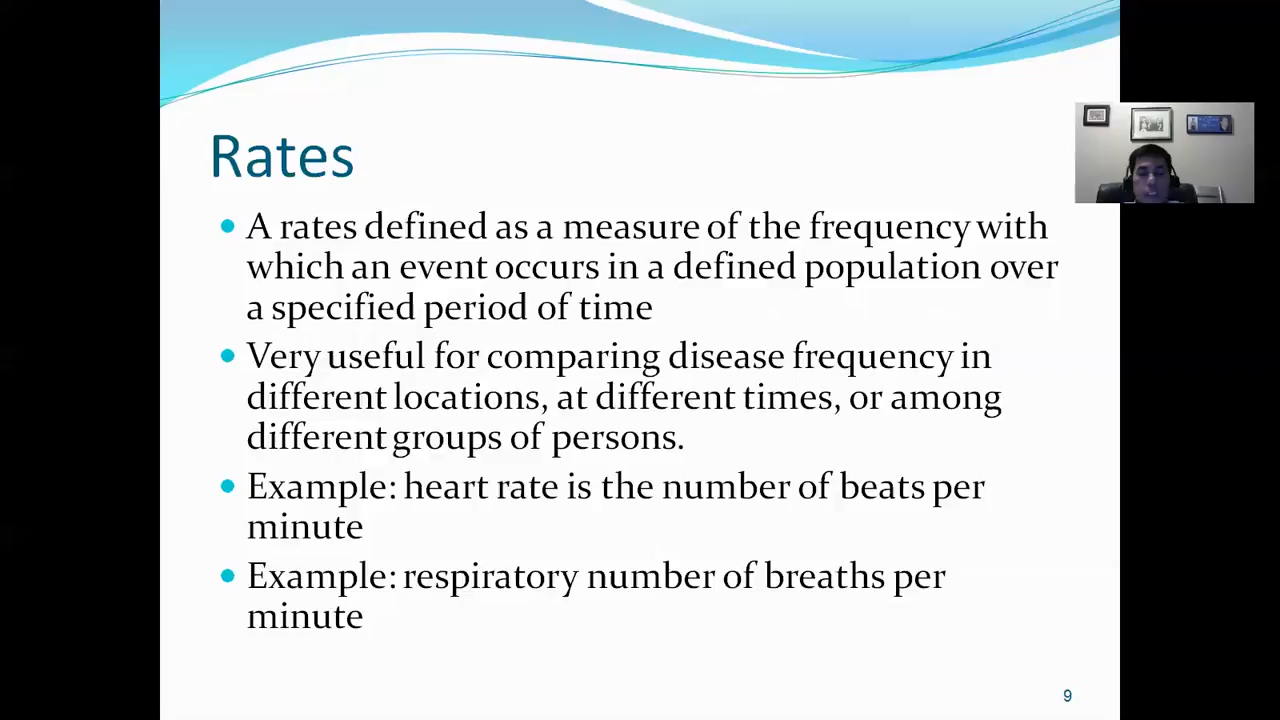 Rates
A rates defined as a measure of the frequency with
which an event occurs in a defined population over
a specified period of time
Very useful for comparing disease frequency in
different locations, at different times, or among
different groups of persons.
Example: heart rate is the number of beats per
minute
Example: respiratory number of breaths per
minute
9